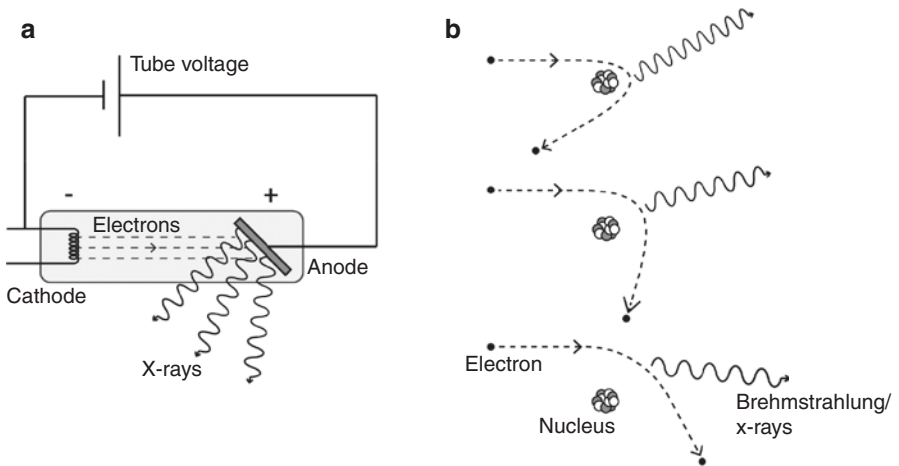 a
Tube voltage
-
+
Electrons
Anode
Cathode
X-rays
b
Electron
Nucleus
Brehmstrahlung/
x-rays